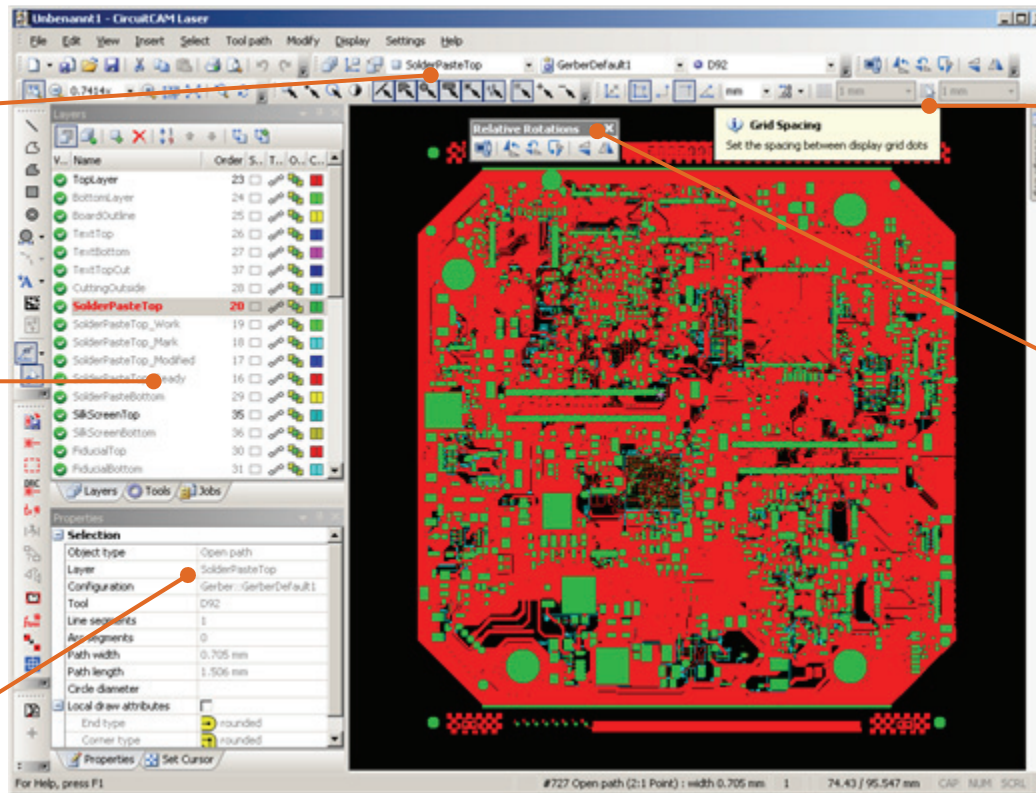 Unbenannt1 - CircuitCAM Laser
File Edit View Insert Select Tool path Modify Display Settings Help
SolderPasteTop GerberDefault1 D92
0.7414x mm 1 mm 1 mm
Layers
Relative Rotations
Grid Spacing
Set the spacing between display grid dots
V... Name Order S.. T.. O.. C..
TopLayer 23
BottomLayer 24
BoardOutline 25
TextTop 26
TextBottom 27
TextTopCut 37
CuttingOutside 28
SolderPasteTop 20
SolderPasteTop_Work 19
SolderPasteTop_Mark 18
SolderPasteTop_Modified 17
SolderPasteTop 16
SolderPasteBottom 29
SilkScreenTop 35
SilkScreenBottom 36
FiducialTop 30
FiducialBottom 31
Layers Tools Jobs
DRC
Properties
Selection
Object type Open path
Layer SolderPasteTop
Configuration Gerber::GerberDefault1
Tool D92
Line segments 1
Arc segments 0
Path width 0.705 mm
Path length 1.506 mm
Circle diameter
Local draw attributes
End type rounded
Corner type rounded
Properties Set Cursor
For Help, press F1 #727 Open path (2:1 Point) : width 0.705 mm 1 74.43 / 95.547 mm CAP NUM SCRL